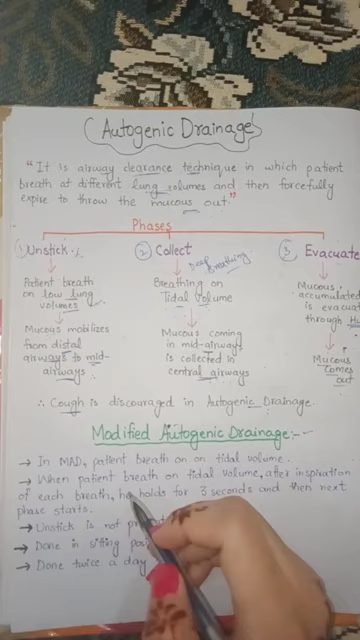 Autogenic Drainage
"It is airway clearance technique in which patient
breath at different lung volumes and then forcefully
expire to throw the mucous out"
Phases
① Unstick
Patient breath
on low lung
volumes
Mucous mobilizes
from distal
airways to mid-
airways
② Collect
Deep Breathing
Breathing on
Tidal volume
Mucous coming
in mid-airways
is collected in
central airways
③ Evacuate
Mucous
accumulated
is evacuat
through
Mucous
comes
out
∴ Cough is discouraged in Autogenic Drainage
Modified Autogenic Drainage:-
→ In MAD, patient breath on on tidal volume.
→ When patient breath on tidal volume, after inspiration
of each breath, he holds for 3 seconds and then next
phase starts.
→ Unstick is not
→ Done in sitting
→ Done twice a day